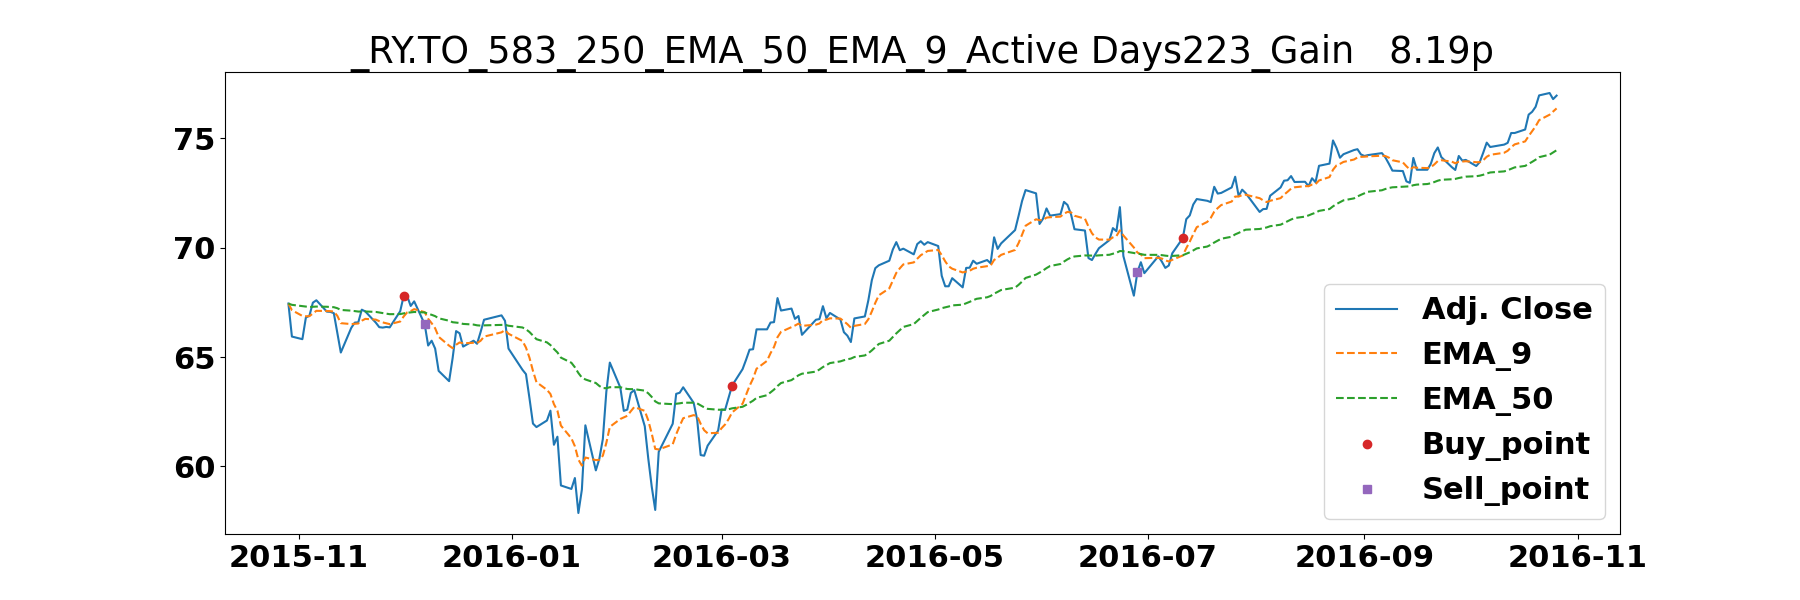 _RY.TO_583_250_EMA_50_EMA_9_Active Days223_Gain   8.19p
75
70
65
60
Adj. Close
EMA_9
EMA_50
Buy_point
Sell_point
2015-11 2016-01 2016-03 2016-05 2016-07 2016-09 2016-11